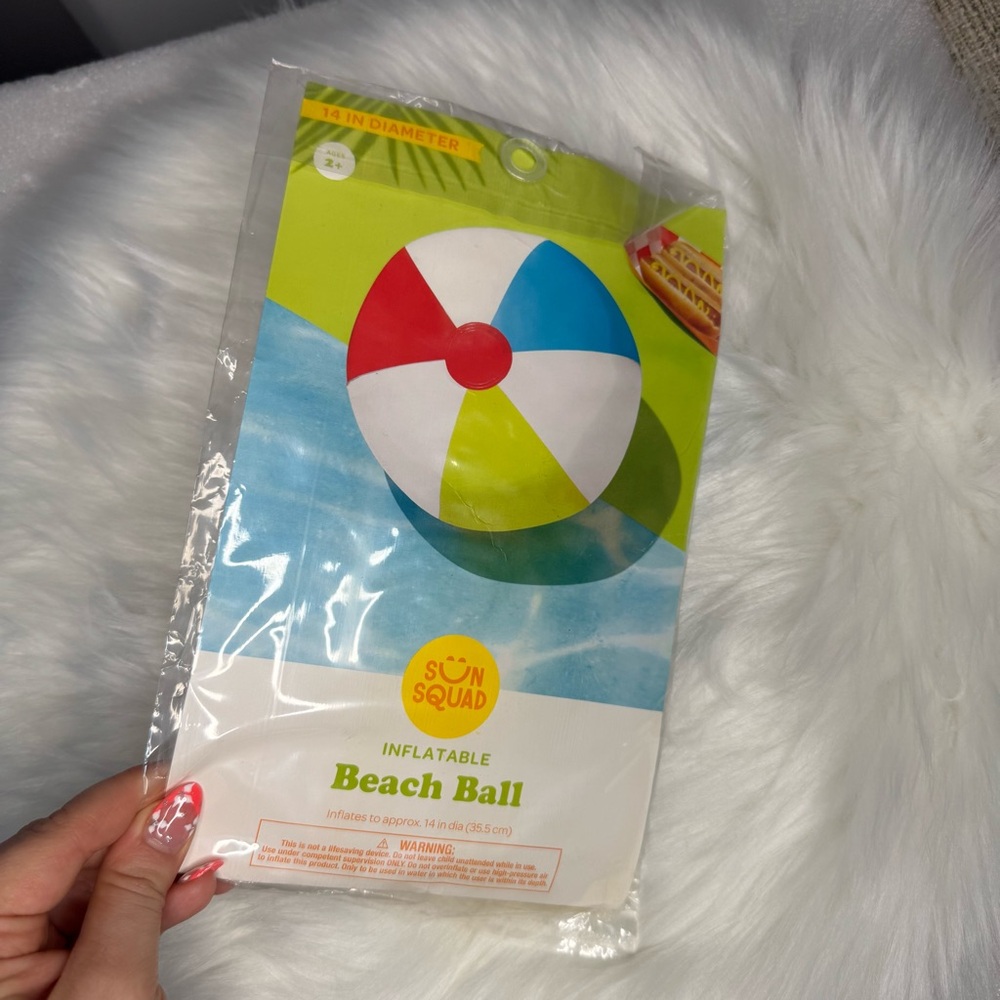 14 IN DIAMETER
AGES
2+
SUN
SQUAD
INFLATABLE
Beach Ball
Inflates to approx. 14 in dia (35.5 cm)
⚠ WARNING:
This is not a lifesaving device. Do not leave child unattended while in use.
Use under competent supervision ONLY. Do not overinflate or use high-pressure air
to inflate this product. Only to be used in water in which the user is within its depth.